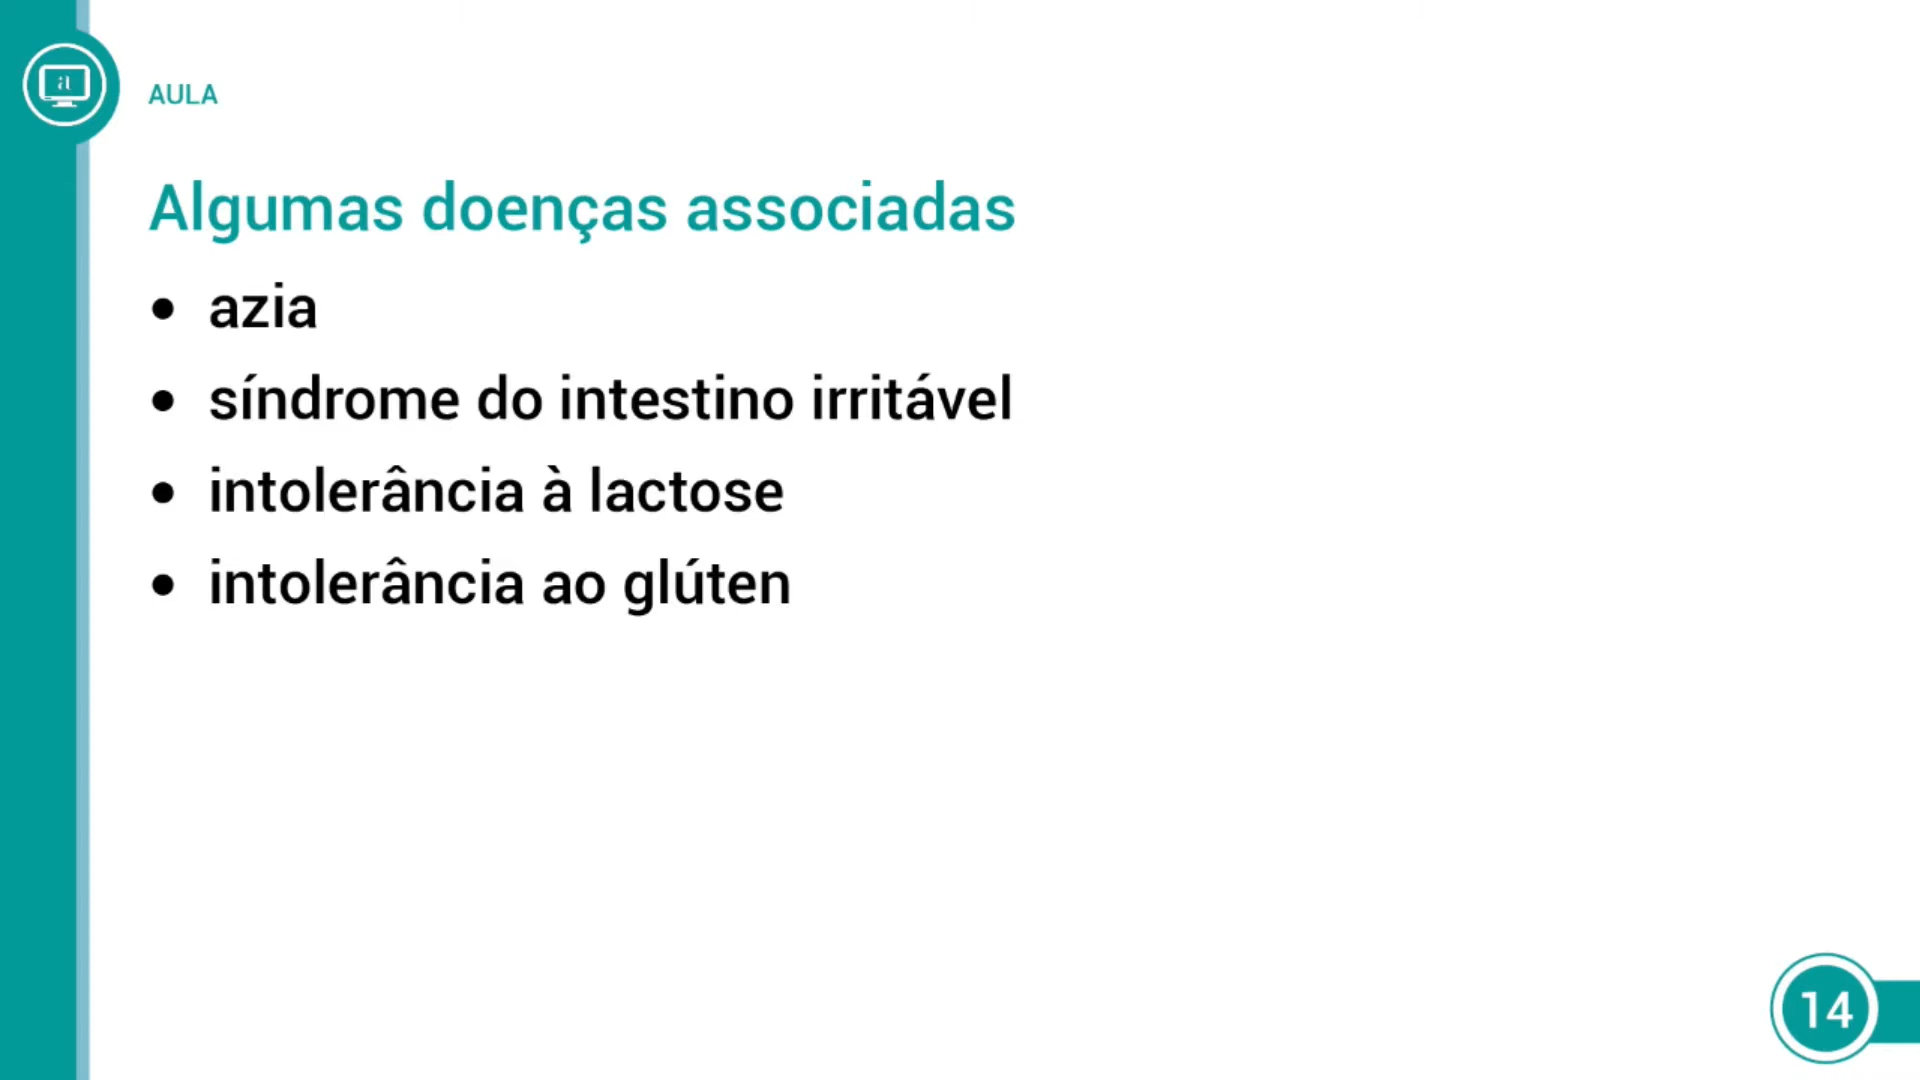 a
AULA
Algumas doenças associadas
• azia
• síndrome do intestino irritável
• intolerância à lactose
• intolerância ao glúten
14